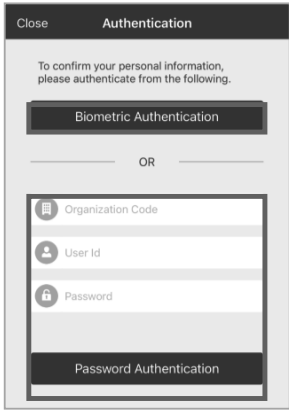 Close Authentication
To confirm your personal information,
please authenticate from the following.
Biometric Authentication
OR
Organization Code
User Id
Password
Password Authentication